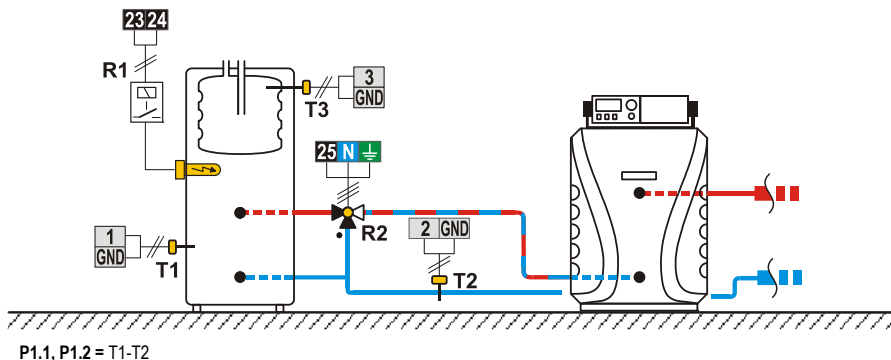 23 24
R1
3
GND
T3
25 N
R2
2 GND
T2
1
GND
T1
P1.1, P1.2 = T1-T2